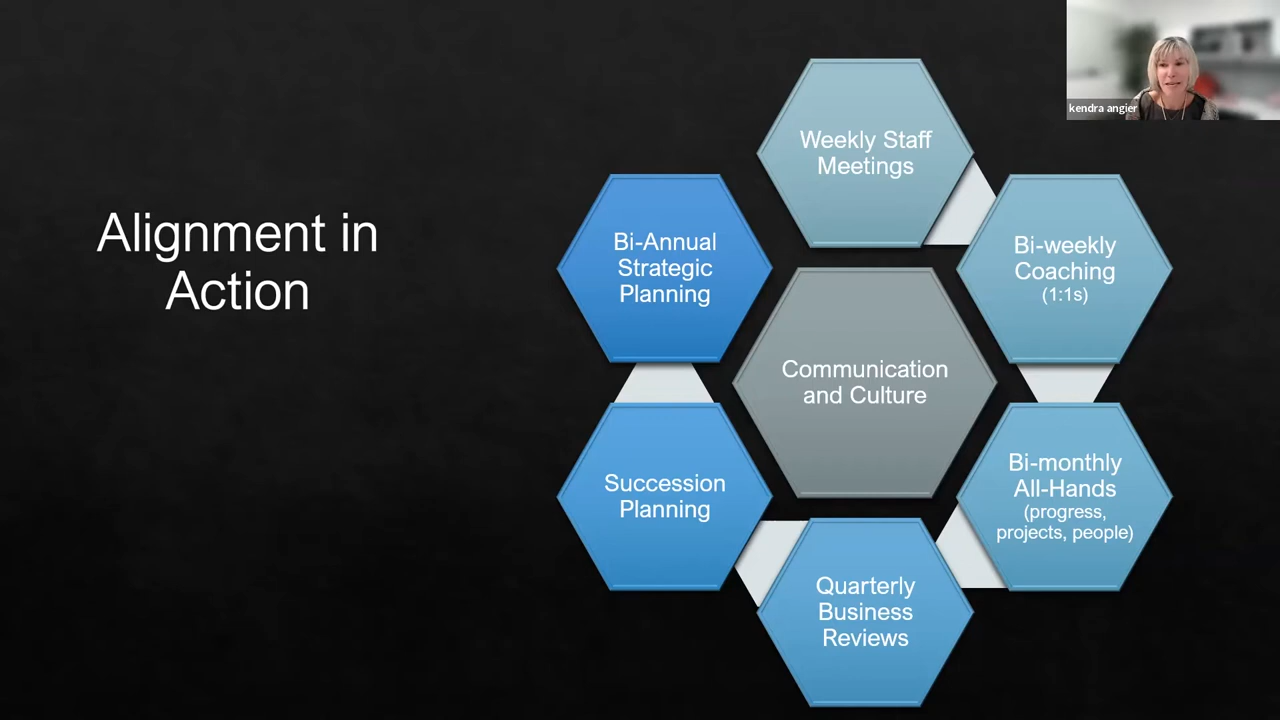 Alignment in
Action
Weekly Staff
Meetings
Bi-weekly
Coaching
(1:1s)
Bi-monthly
All-Hands
(progress,
projects, people)
Quarterly
Business
Reviews
Succession
Planning
Bi-Annual
Strategic
Planning
Communication
and Culture
kendra angier